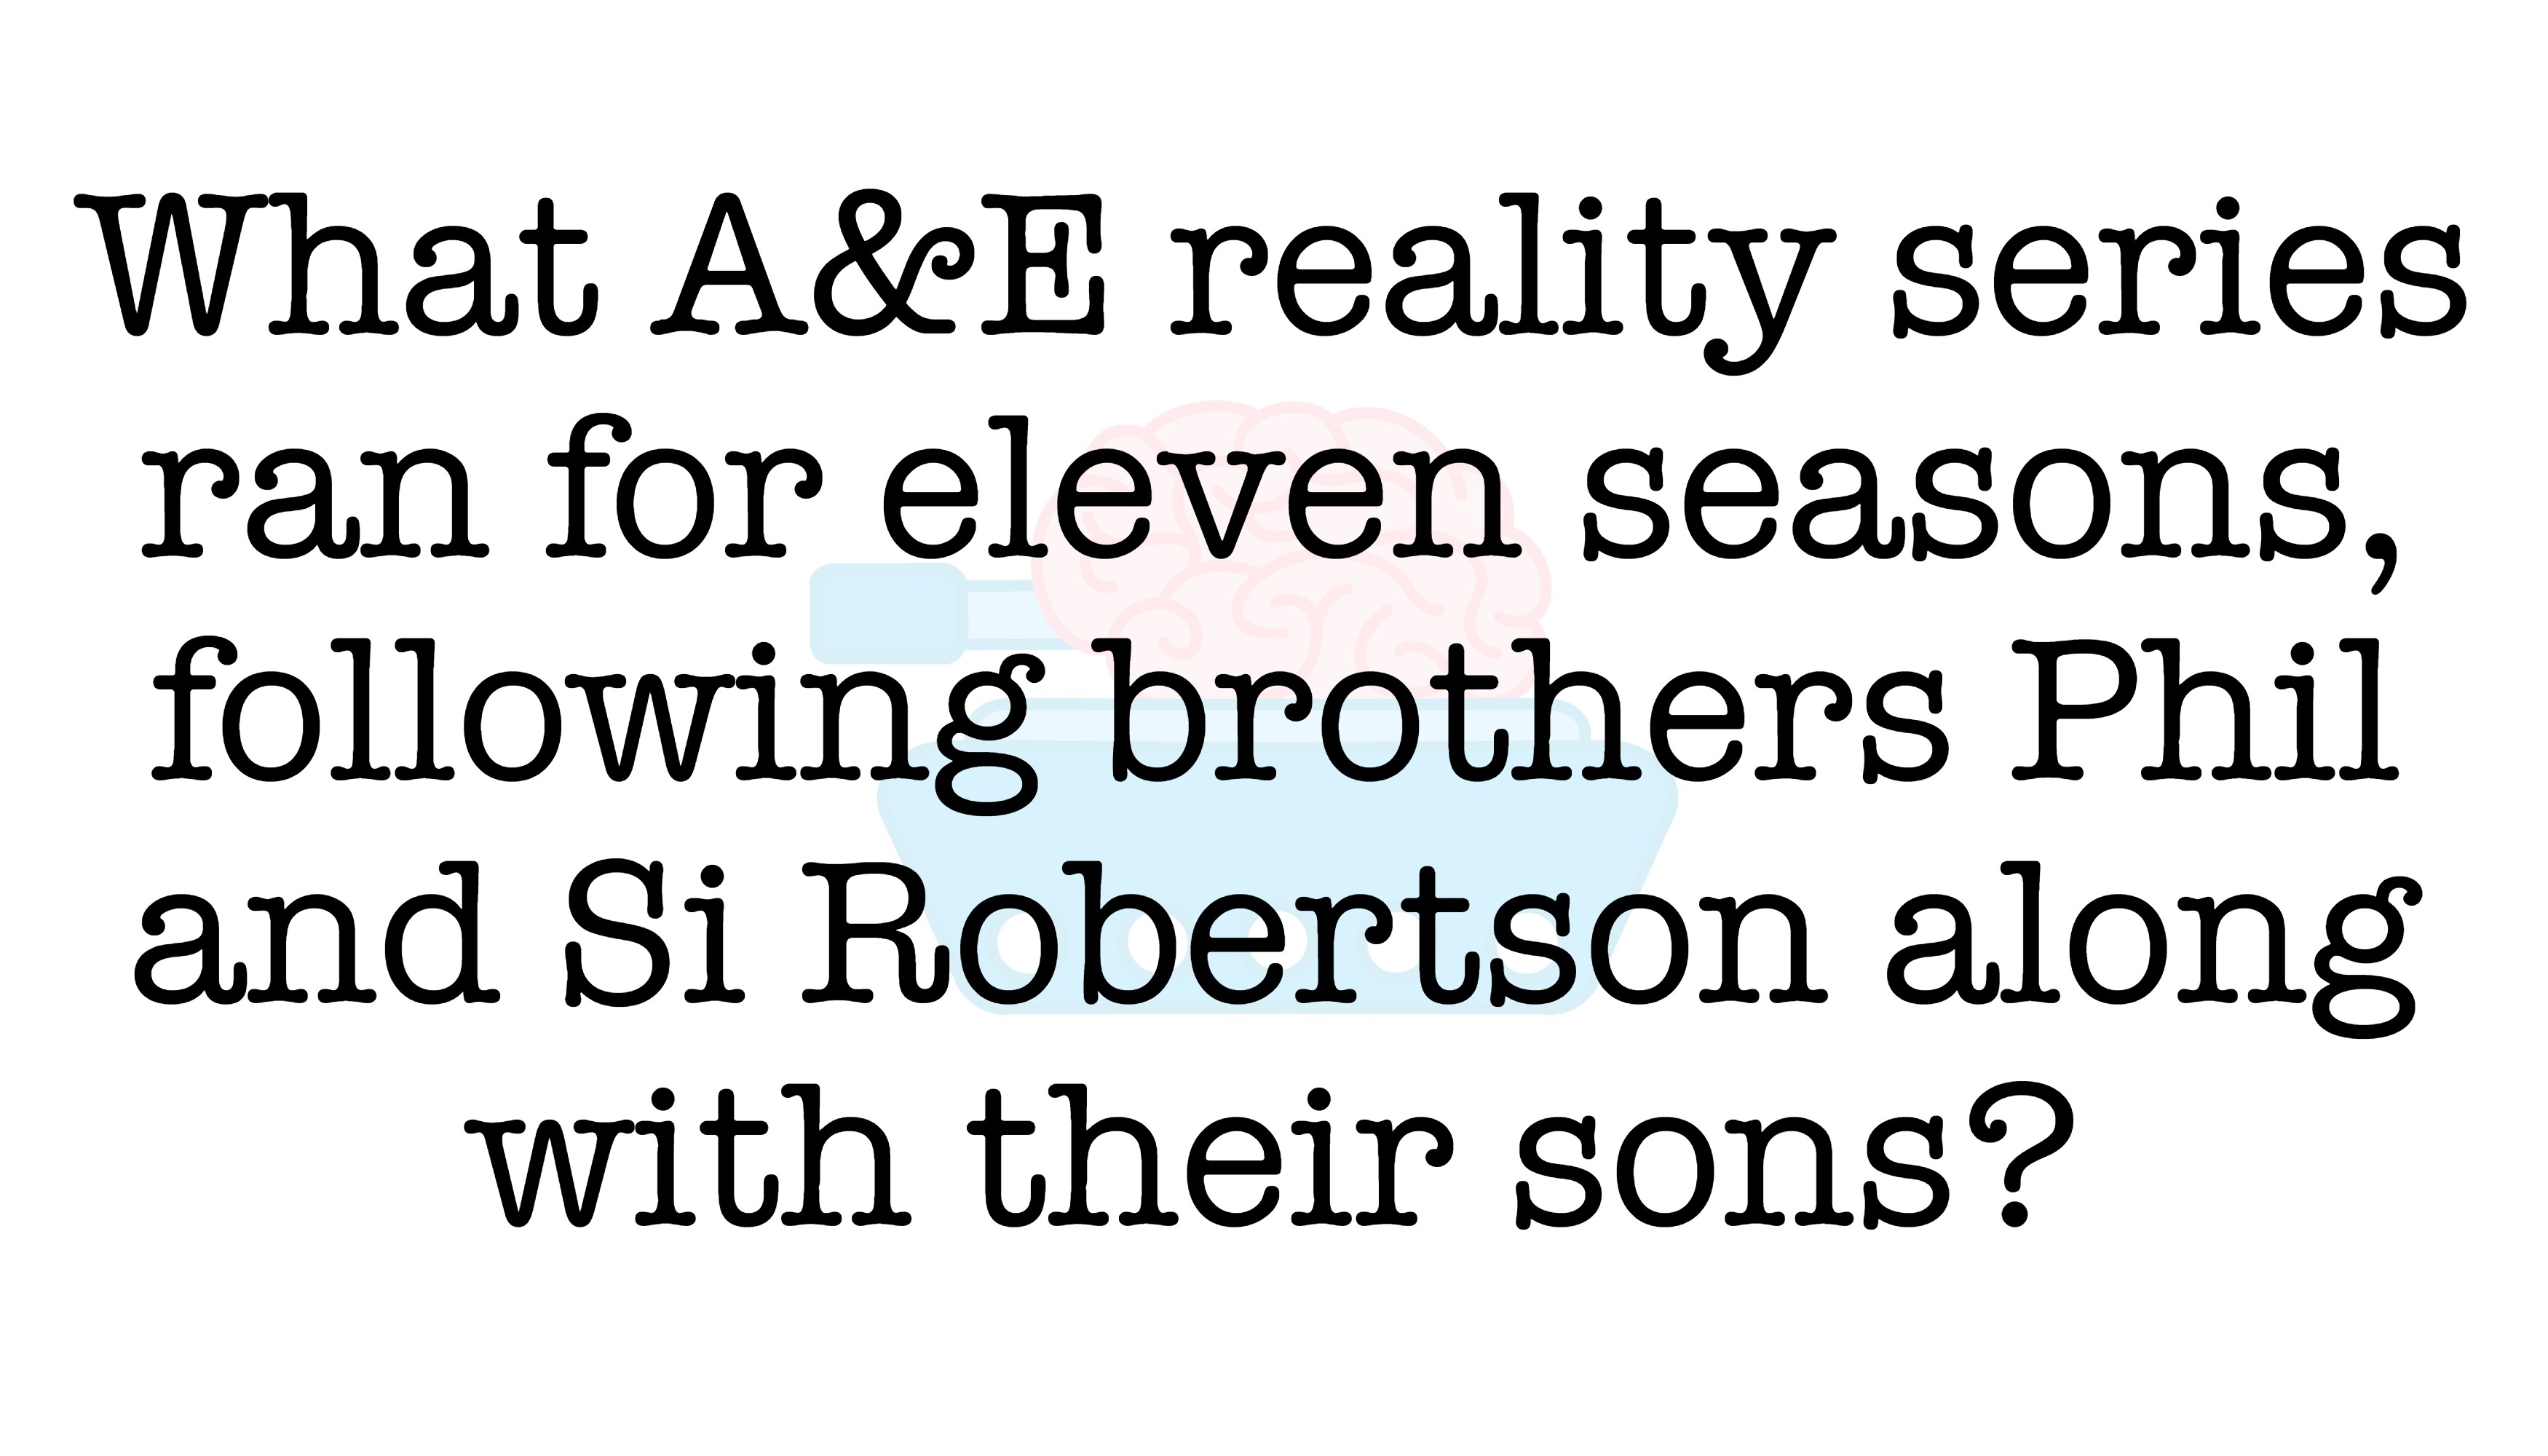 What A&E reality series
ran for eleven seasons,
following brothers Phil
and Si Robertson along
with their sons?